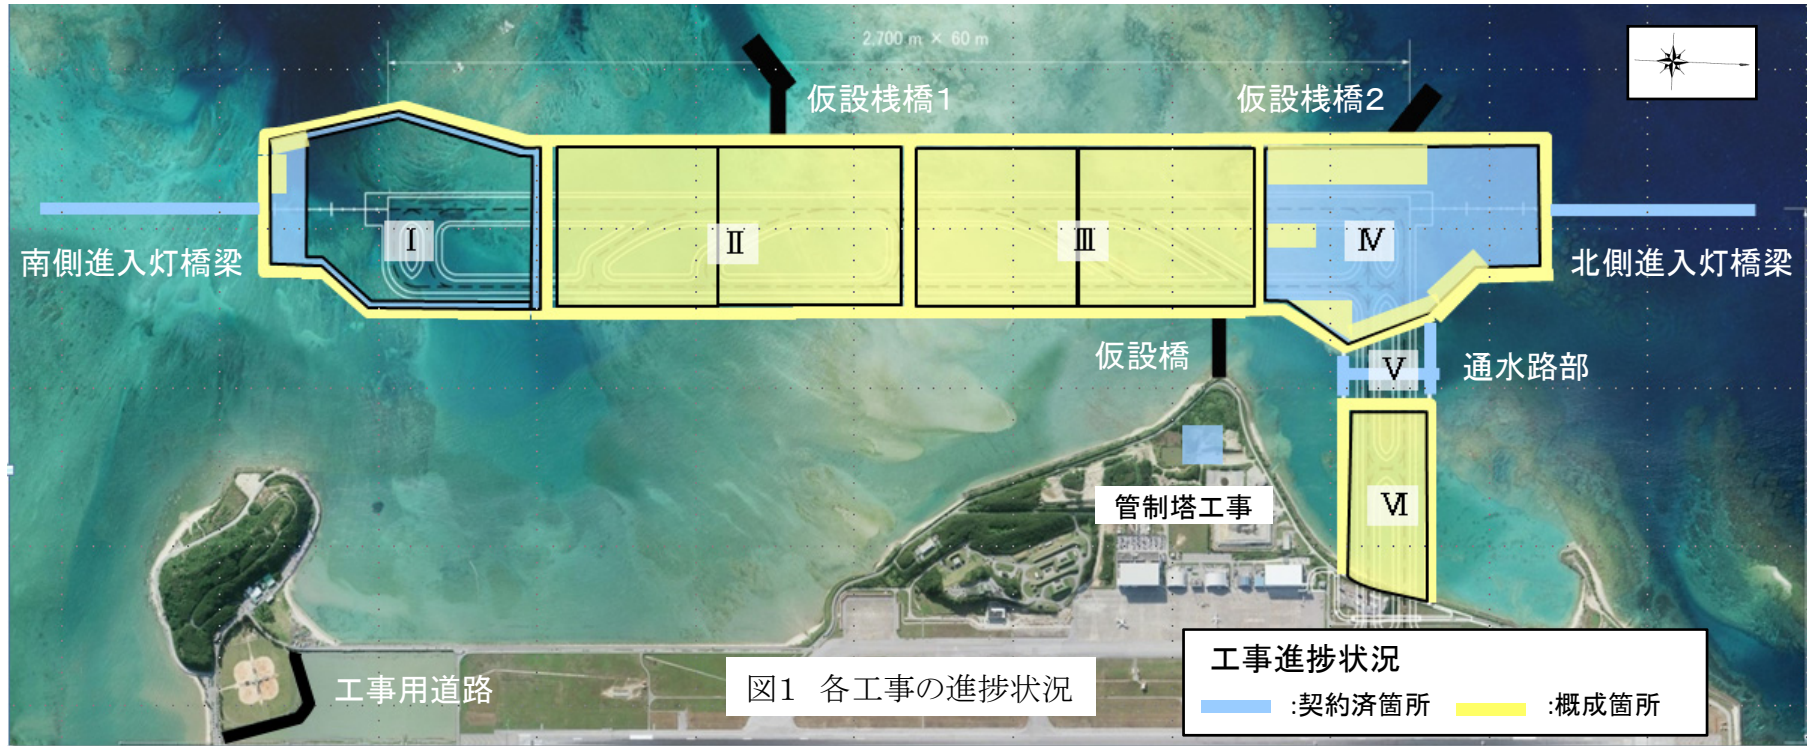 2,700 m × 60 m
仮設桟橋1
仮設桟橋2
Ⅰ
Ⅱ
Ⅲ
Ⅳ
南側進入灯橋梁
北側進入灯橋梁
仮設橋
Ⅴ
通水路部
管制塔工事
Ⅵ
工事用道路
図1 各工事の進捗状況
工事進捗状況
:契約済箇所
:概成箇所